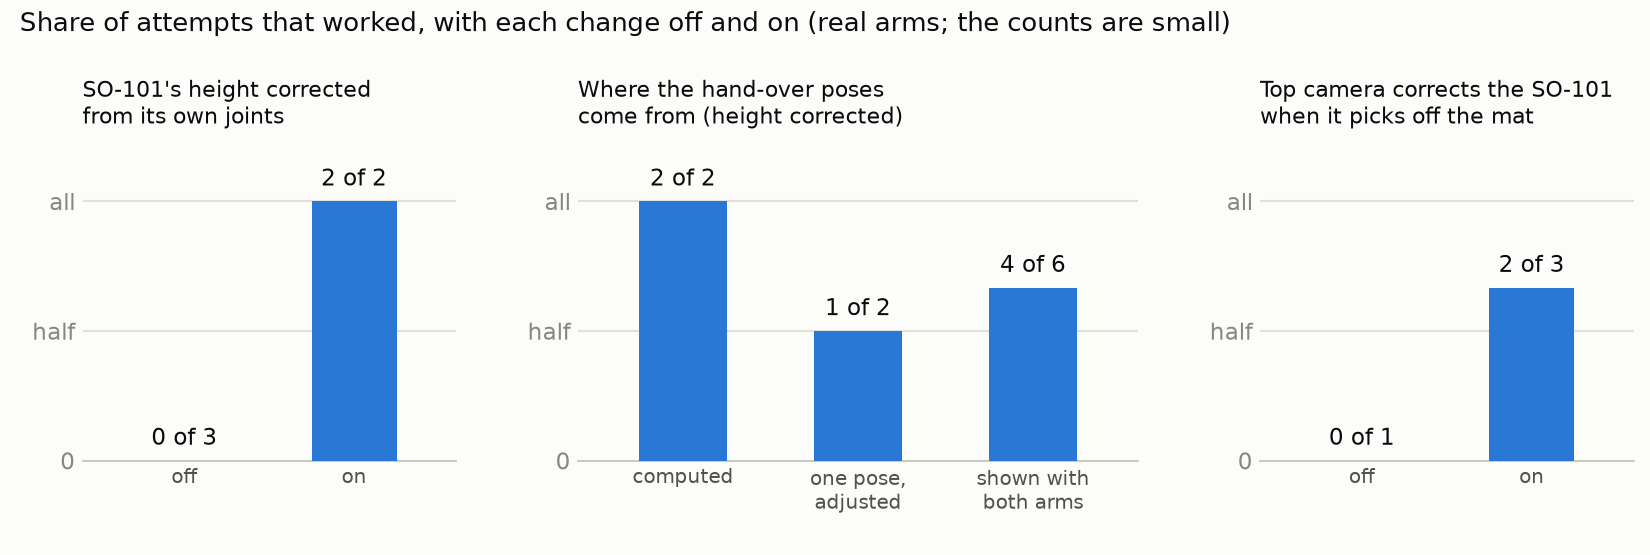 Share of attempts that worked, with each change off and on (real arms; the counts are small)
SO-101's height corrected
from its own joints
all
half
0
0 of 3
2 of 2
off
on
Where the hand-over poses
come from (height corrected)
all
half
0
2 of 2
1 of 2
4 of 6
computed
one pose,
adjusted
shown with
both arms
Top camera corrects the SO-101
when it picks off the mat
all
half
0
0 of 1
2 of 3
off
on